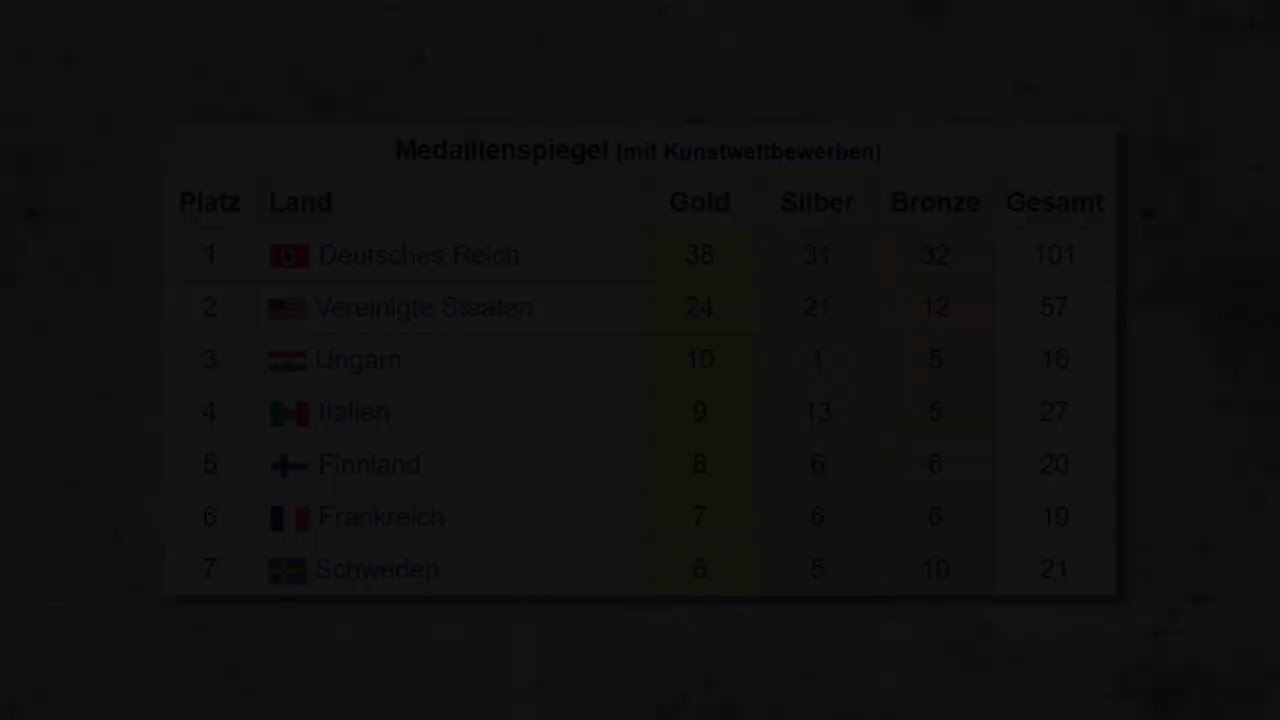 Medaillenspiegel (mit Kunstwettbewerben)
Platz Land Gold Silber Bronze Gesamt
1 Deutsches Reich 38 31 32 101
2 Vereinigte Staaten 24 21 12 57
3 Ungarn 10 1 5 16
4 Italien 9 13 5 27
5 Finnland 8 6 6 20
6 Frankreich 7 6 6 19
7 Schweden 6 5 10 21